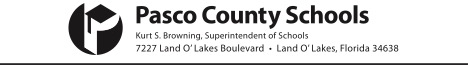 Pasco County Schools
Kurt S. Browning, Superintendent of Schools
7227 Land O' Lakes Boulevard • Land O' Lakes, Florida 34638